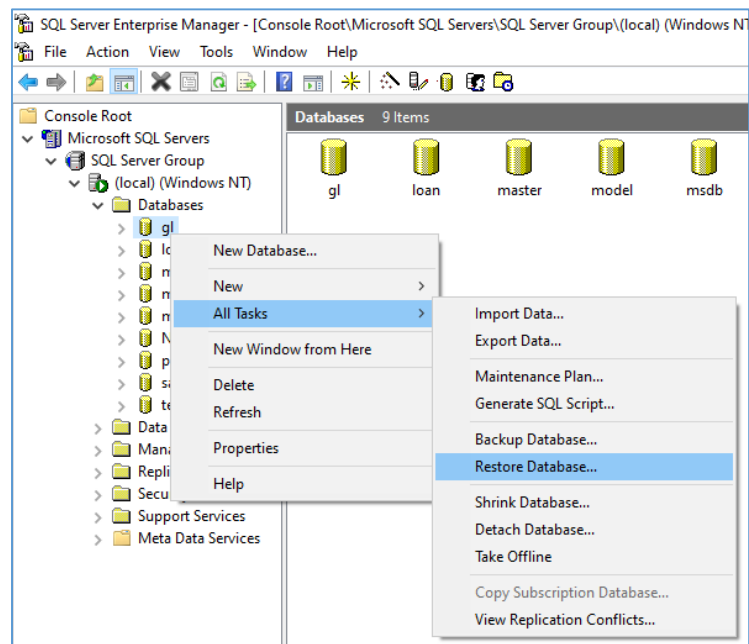 SQL Server Enterprise Manager - [Console Root\Microsoft SQL Servers\SQL Server Group\(local) (Windows NT
File Action View Tools Window Help
Console Root
Microsoft SQL Servers
SQL Server Group
(local) (Windows NT)
Databases
gl
Data
Repli
Secu
Support Services
Meta Data Services
Databases 9 Items
gl loan master model msdb
New Database...
New
All Tasks
New Window from Here
Delete
Refresh
Properties
Help
Import Data...
Export Data...
Maintenance Plan...
Generate SQL Script...
Backup Database...
Restore Database...
Shrink Database...
Detach Database...
Take Offline
Copy Subscription Database...
View Replication Conflicts...